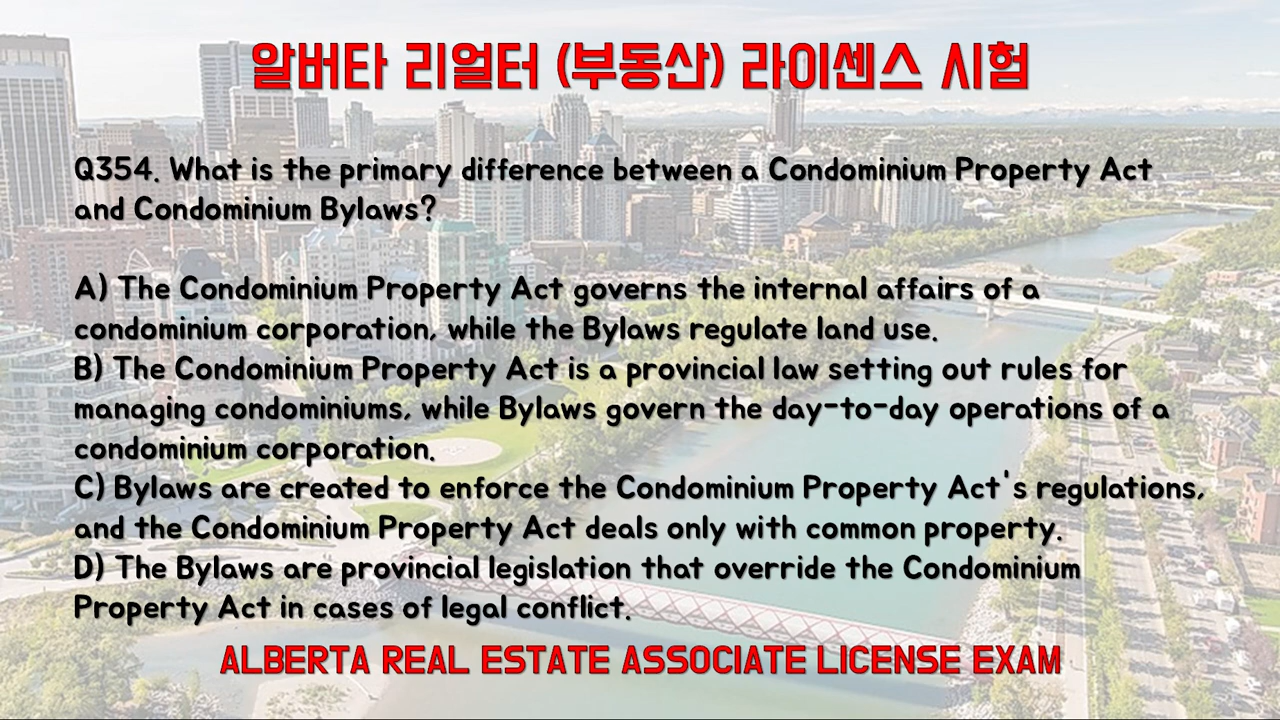 알버타 리얼터 (부동산) 라이센스 시험
Q354. What is the primary difference between a Condominium Property Act
and Condominium Bylaws?
A) The Condominium Property Act governs the internal affairs of a
condominium corporation, while the Bylaws regulate land use.
B) The Condominium Property Act is a provincial law setting out rules for
managing condominiums, while Bylaws govern the day-to-day operations of a
condominium corporation.
C) Bylaws are created to enforce the Condominium Property Act's regulations,
and the Condominium Property Act deals only with common property.
D) The Bylaws are provincial legislation that override the Condominium
Property Act in cases of legal conflict.
ALBERTA REAL ESTATE ASSOCIATE LICENSE EXAM